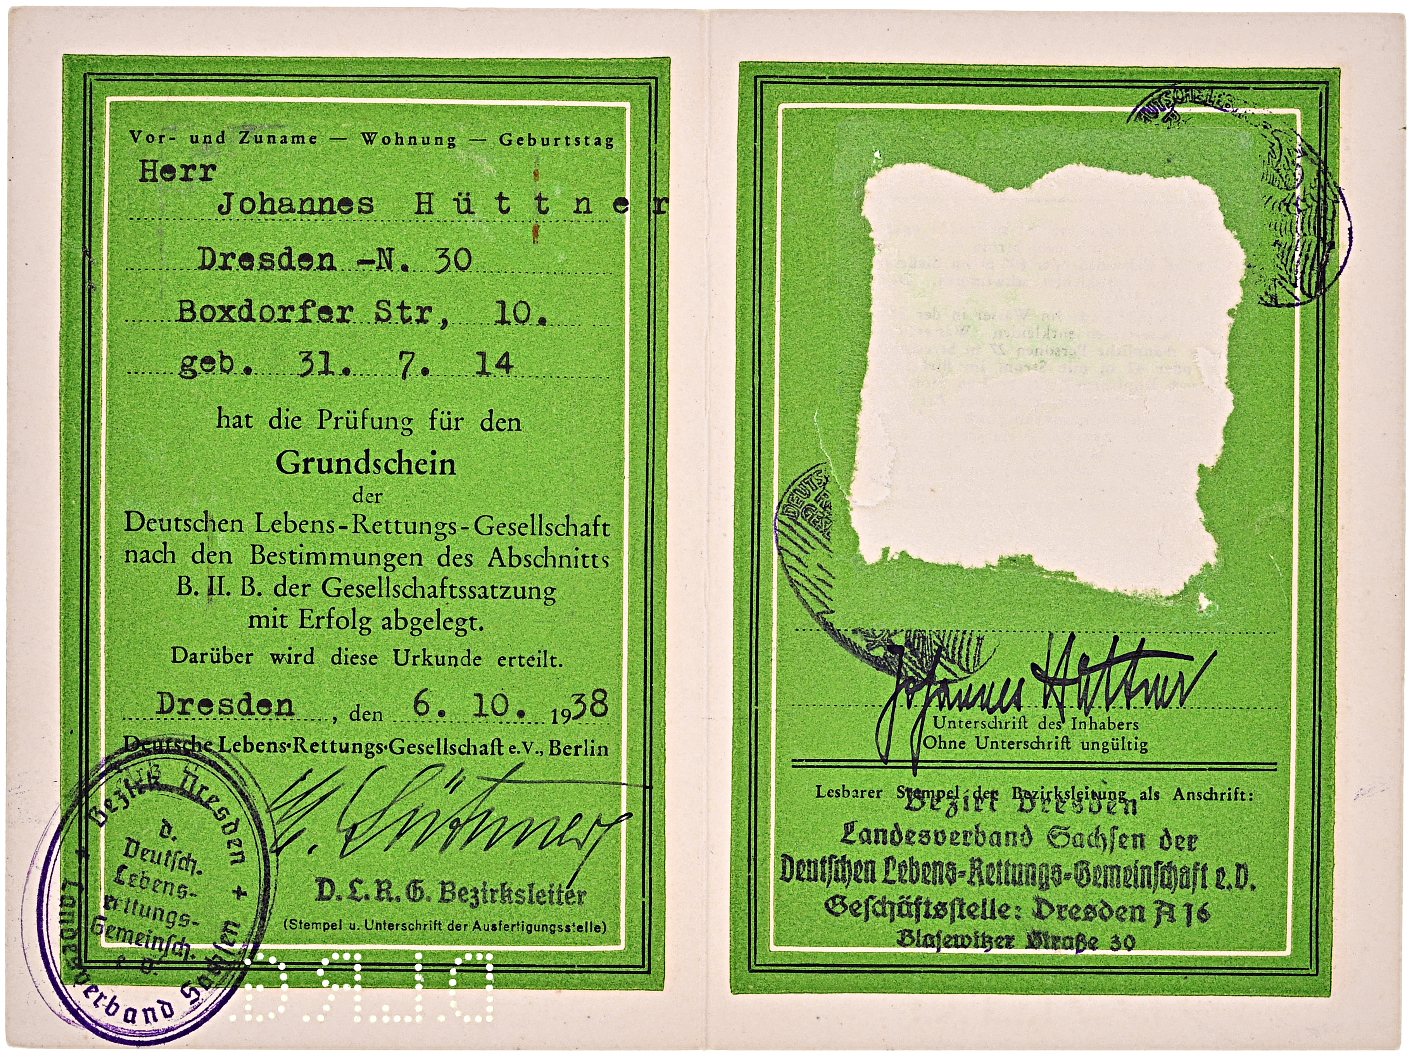 Vor- und Zuname — Wohnung — Geburtstag
Herr
Johannes Hüttner
Dresden -N. 30
Boxdorfer Str, 10.
geb. 31. 7. 14
hat die Prüfung für den
Grundschein
der
Deutschen Lebens-Rettungs-Gesellschaft
nach den Bestimmungen des Abschnitts
B. II. B. der Gesellschaftssatzung
mit Erfolg abgelegt.
Darüber wird diese Urkunde erteilt.
Dresden, den 6. 10. 1938
Deutsche Lebens-Rettungs-Gesellschaft e.V., Berlin
D.L.R.G. Bezirksleiter
(Stempel u. Unterschrift der Ausfertigungsstelle)
Bezirk Dresden
d.
Deutsch.
Lebens-
rettungs-
Gemeinsch.
e. V.
Landesverband Sachsen
DLRG
Johannes Hüttner
Unterschrift des Inhabers
Ohne Unterschrift ungültig
Lesbarer Stempel der Bezirksleitung als Anschrift:
Bezirk Dresden
Landesverband Sachsen der
Deutschen Lebens-Rettungs-Gemeinschaft e.V.
Geschäftsstelle: Dresden A 16
Blasewitzer Straße 30